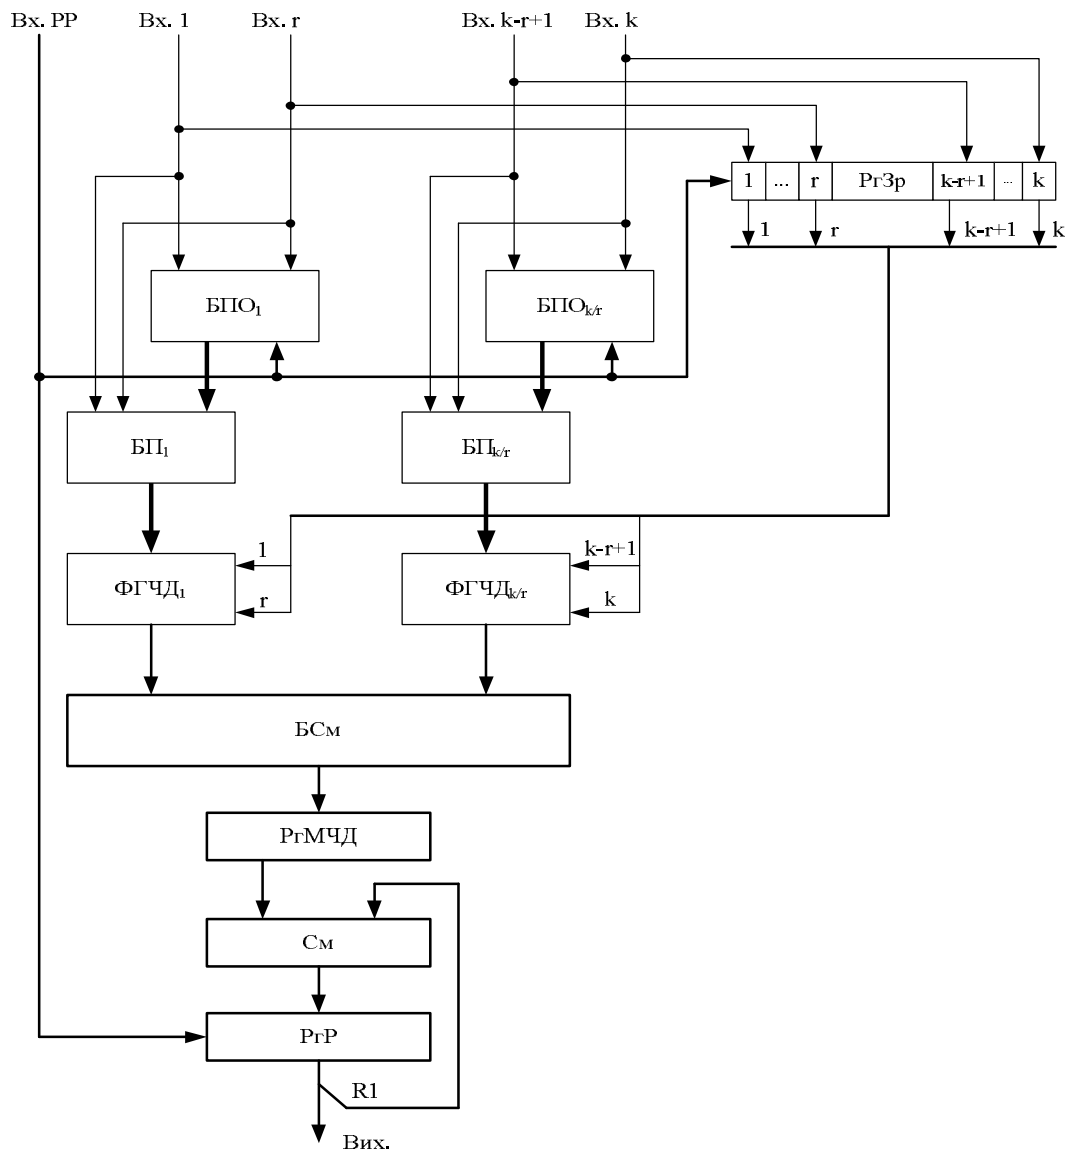 Вх. РР Вх. 1 Вх. r Вх. k-r+1 Вх. k
1 ... r РгЗр k-r+1 ... k
1 r k-r+1 k
БПО1 БПОk/r
БП1 БПk/r
1 k-r+1
ФГЧД1 ФГЧДk/r
r k
БСм
РгМЧД
См
РгР
R1
Вих.